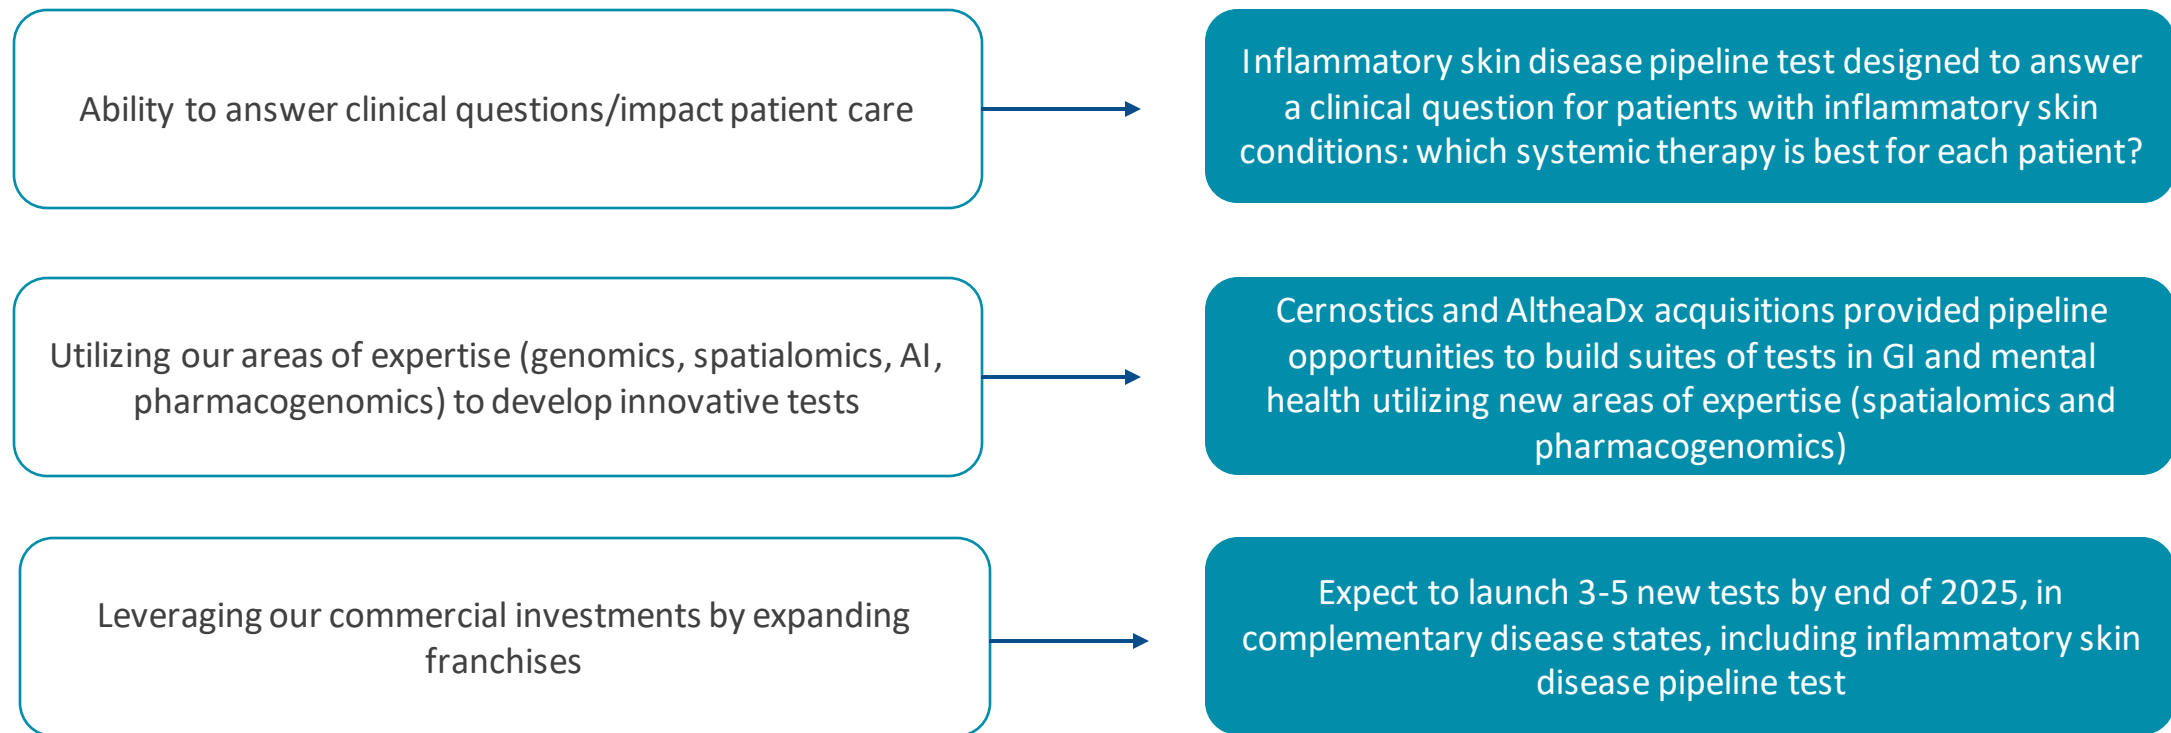 Ability to answer clinical questions/impact patient care
Inflammatory skin disease pipeline test designed to answer
a clinical question for patients with inflammatory skin
conditions: which systemic therapy is best for each patient?
Utilizing our areas of expertise (genomics, spatialomics, AI,
pharmacogenomics) to develop innovative tests
Cernostics and AltheaDx acquisitions provided pipeline
opportunities to build suites of tests in GI and mental
health utilizing new areas of expertise (spatialomics and
pharmacogenomics)
Leveraging our commercial investments by expanding
franchises
Expect to launch 3-5 new tests by end of 2025, in
complementary disease states, including inflammatory skin
disease pipeline test